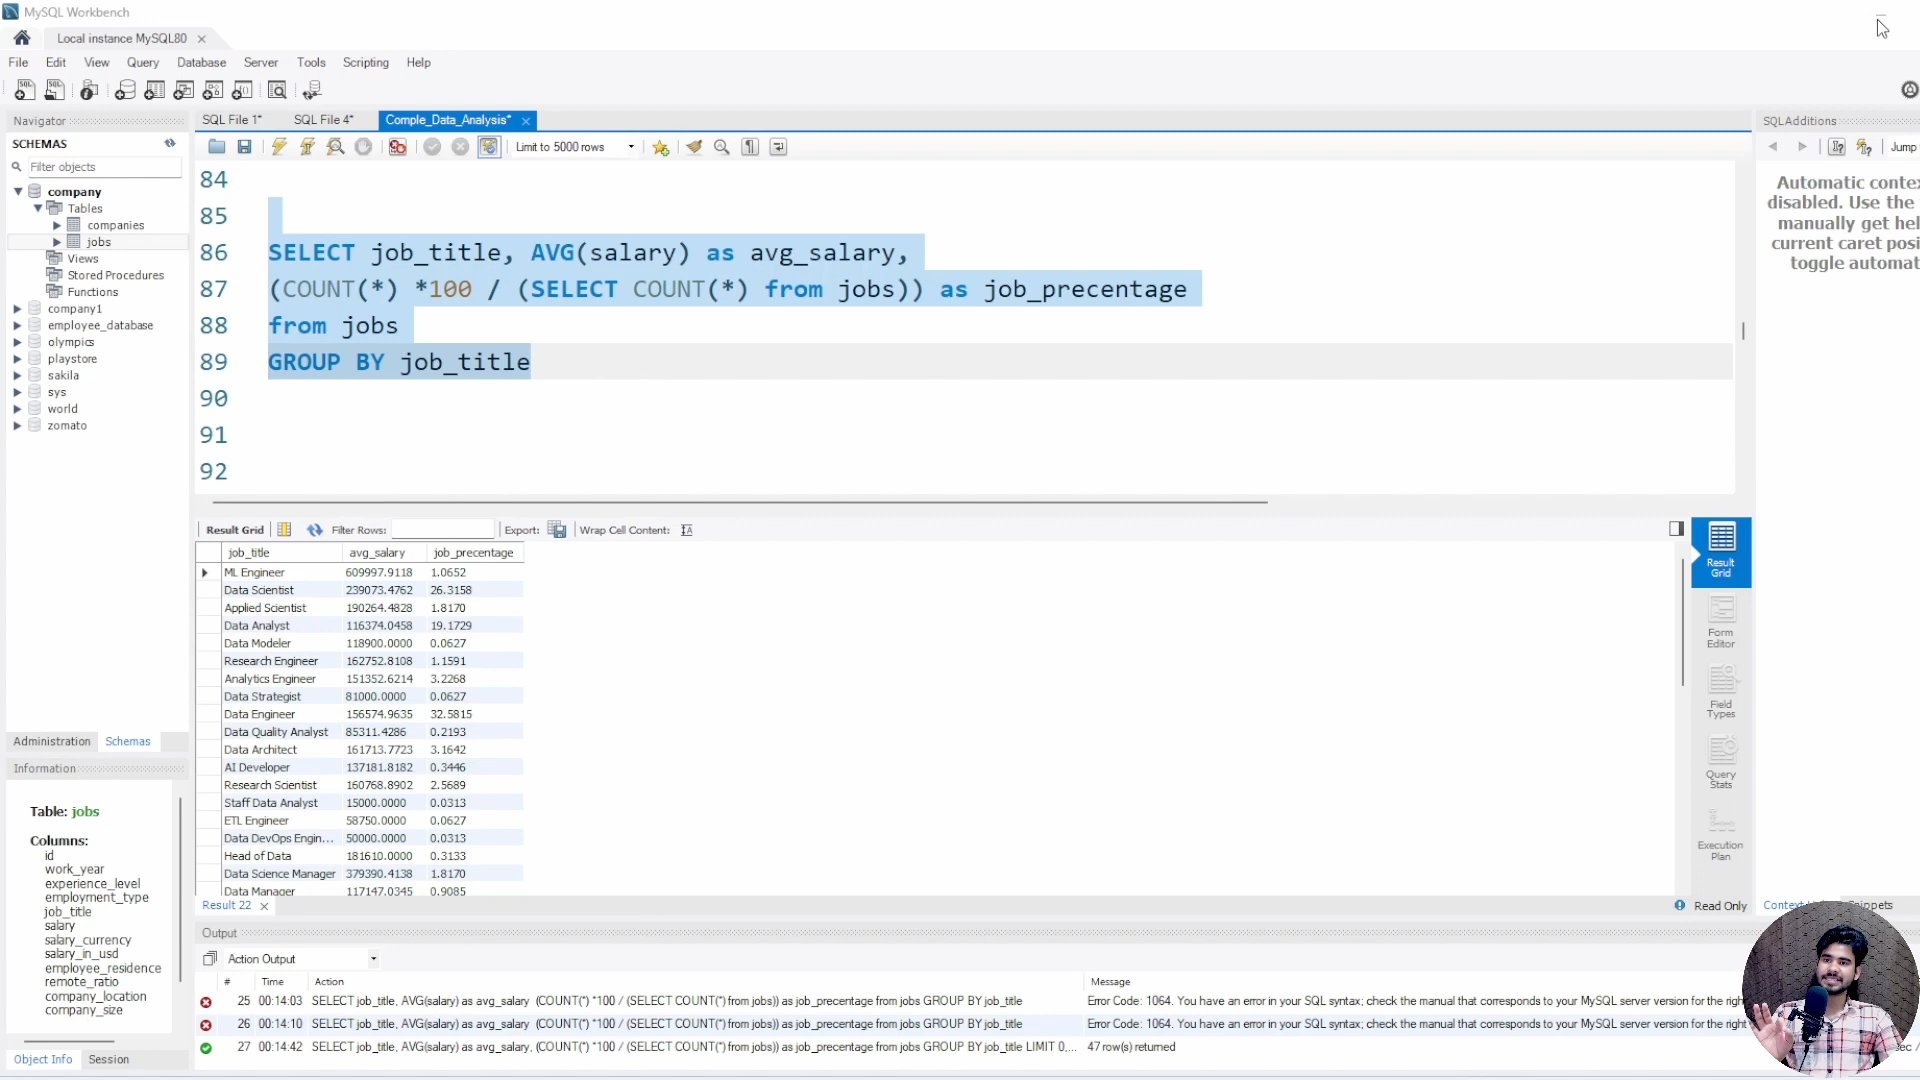 MySQL Workbench
Local instance MySQL80
File Edit View Query Database Server Tools Scripting Help
Navigator
SCHEMAS
Filter objects
company
Tables
companies
jobs
Views
Stored Procedures
Functions
company1
employee_database
olympics
playstore
sakila
sys
world
zomato
Administration Schemas
Information
Table: jobs
Columns:
id
work_year
experience_level
employment_type
job_title
salary
salary_currency
salary_in_usd
employee_residence
remote_ratio
company_location
company_size
Object Info Session
SQL File 1* SQL File 4* Comple_Data_Analysis*
Limit to 5000 rows
84
85
86 SELECT job_title, AVG(salary) as avg_salary,
87 (COUNT(*) *100 / (SELECT COUNT(*) from jobs)) as job_precentage
88 from jobs
89 GROUP BY job_title
90
91
92
Result Grid Filter Rows: Export: Wrap Cell Content:
job_title avg_salary job_precentage
ML Engineer 609997.9118 1.0652
Data Scientist 239073.4762 26.3158
Applied Scientist 190264.4828 1.8170
Data Analyst 116374.0458 19.1729
Data Modeler 118900.0000 0.0627
Research Engineer 162752.8108 1.1591
Analytics Engineer 151352.6214 3.2268
Data Strategist 81000.0000 0.0627
Data Engineer 156574.9635 32.5815
Data Quality Analyst 85311.4286 0.2193
Data Architect 161713.7723 3.1642
AI Developer 137181.8182 0.3446
Research Scientist 160768.8902 2.5689
Staff Data Analyst 15000.0000 0.0313
ETL Engineer 58750.0000 0.0627
Data DevOps Engin... 50000.0000 0.0313
Head of Data 181610.0000 0.3133
Data Science Manager 379390.4138 1.8170
Data Manager 117147.0345 0.9085
Result 22
Read Only
Result
Grid
Form
Editor
Field
Types
Query
Stats
Execution
Plan
SQLAdditions
Jump
Automatic contex
disabled. Use the
manually get hel
current caret posi
toggle automat
Output
Action Output
# Time Action Message
25 00:14:03 SELECT job_title, AVG(salary) as avg_salary (COUNT(*) *100 / (SELECT COUNT(*) from jobs)) as job_precentage from jobs GROUP BY job_title Error Code: 1064. You have an error in your SQL syntax; check the manual that corresponds to your MySQL server version for the right
26 00:14:10 SELECT job_title, AVG(salary) as avg_salary (COUNT(*) *100 / (SELECT COUNT(*) from jobs)) as job_precentage from jobs GROUP BY job_title Error Code: 1064. You have an error in your SQL syntax; check the manual that corresponds to your MySQL server version for the right
27 00:14:42 SELECT job_title, AVG(salary) as avg_salary, (COUNT(*) *100 / (SELECT COUNT(*) from jobs)) as job_precentage from jobs GROUP BY job_title LIMIT 0,... 47 row(s) returned